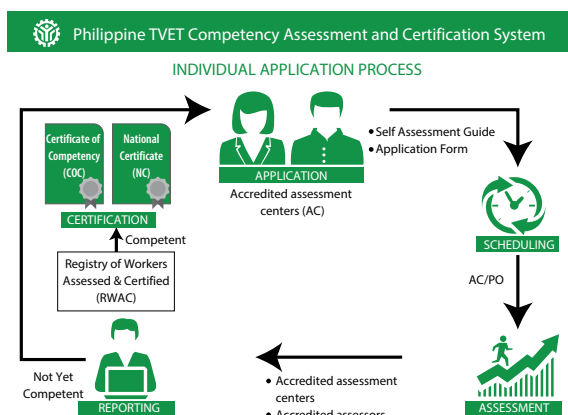 Philippine TVET Competency Assessment and Certification System
INDIVIDUAL APPLICATION PROCESS
Certificate of
Competency
(COC)
National
Certificate
(NC)
CERTIFICATION
Competent
Registry of Workers
Assessed & Certified
(RWAC)
APPLICATION
Accredited assessment
centers (AC)
• Self Assessment Guide
• Application Form
SCHEDULING
AC/PO
ASSESSMENT
• Accredited assessment
centers
• Accredited assessors
REPORTING
Not Yet
Competent